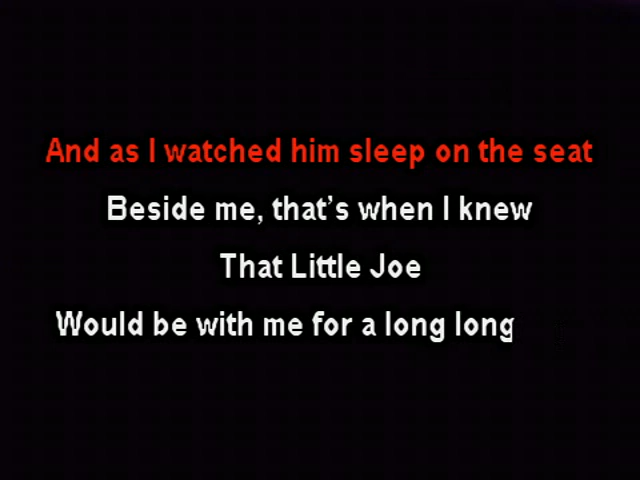 And as I watched him sleep on the seat
Beside me, that's when I knew
That Little Joe
Would be with me for a long long